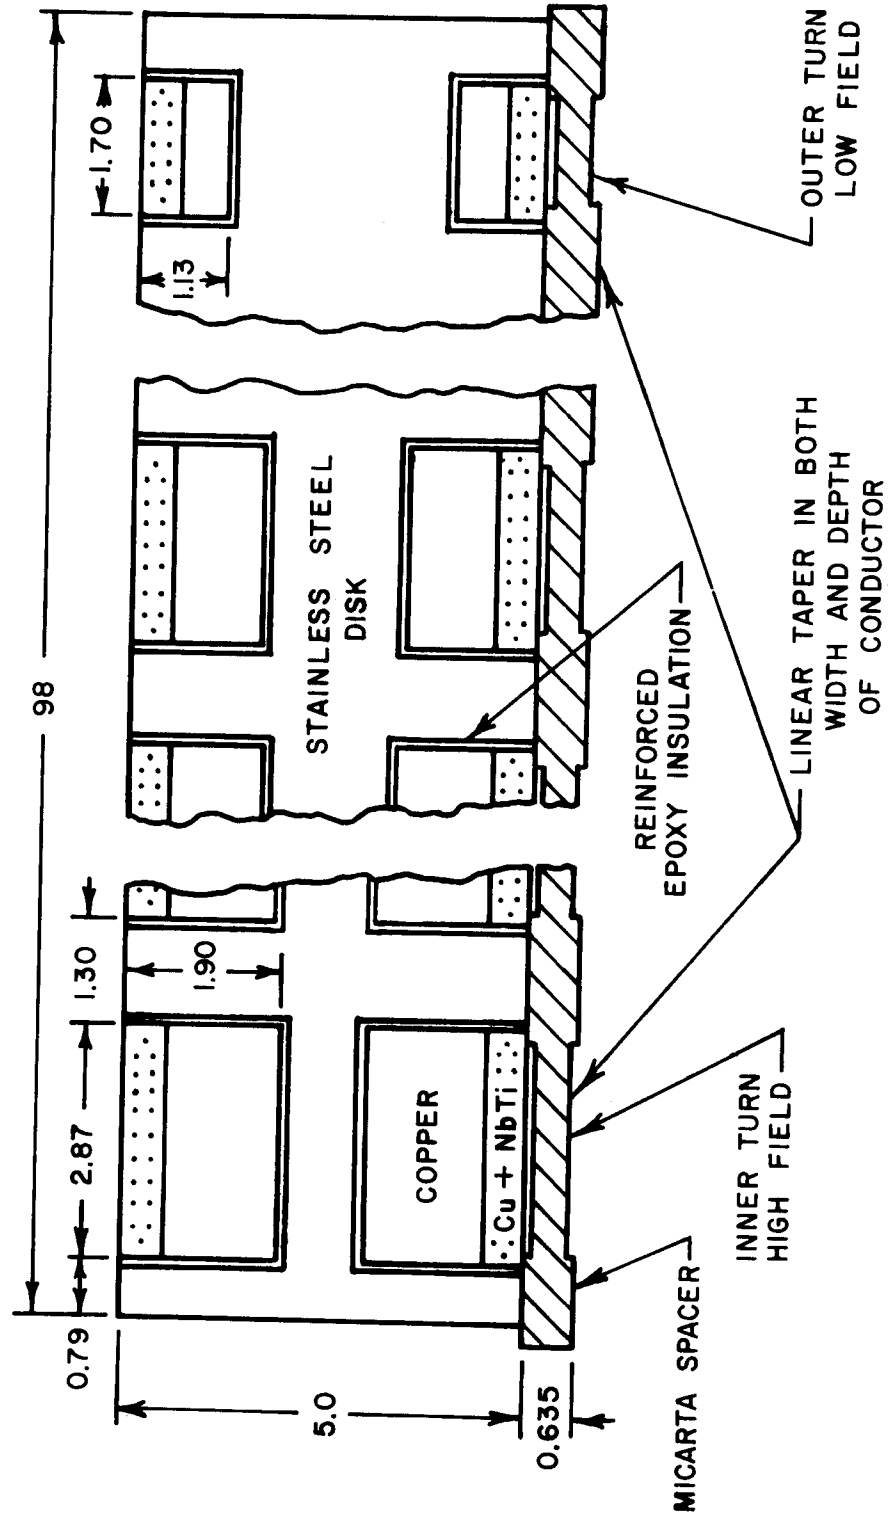 98
0.79
2.87
1.30
1.70
1.90
1.13
5.0
0.635
STAINLESS STEEL
DISK
COPPER
Cu + NbTi
MICARTA SPACER
INNER TURN
HIGH FIELD
REINFORCED
EPOXY INSULATION
LINEAR TAPER IN BOTH
WIDTH AND DEPTH
OF CONDUCTOR
OUTER TURN
LOW FIELD